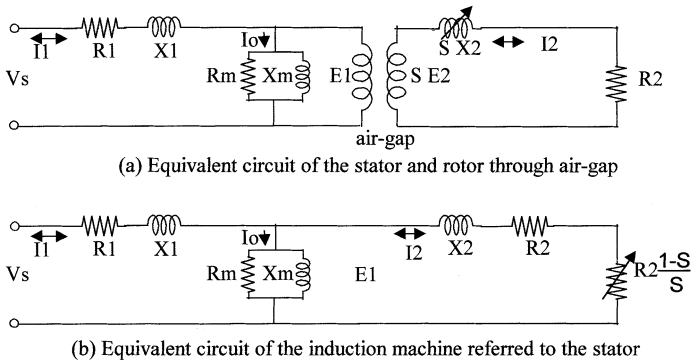 I1 R1 X1 Io S X2 I2
Vs Rm Xm E1 S E2 R2
air-gap
(a) Equivalent circuit of the stator and rotor through air-gap
I1 R1 X1 Io I2 X2 R2
Vs Rm Xm E1 R2 1-S
S
(b) Equivalent circuit of the induction machine referred to the stator